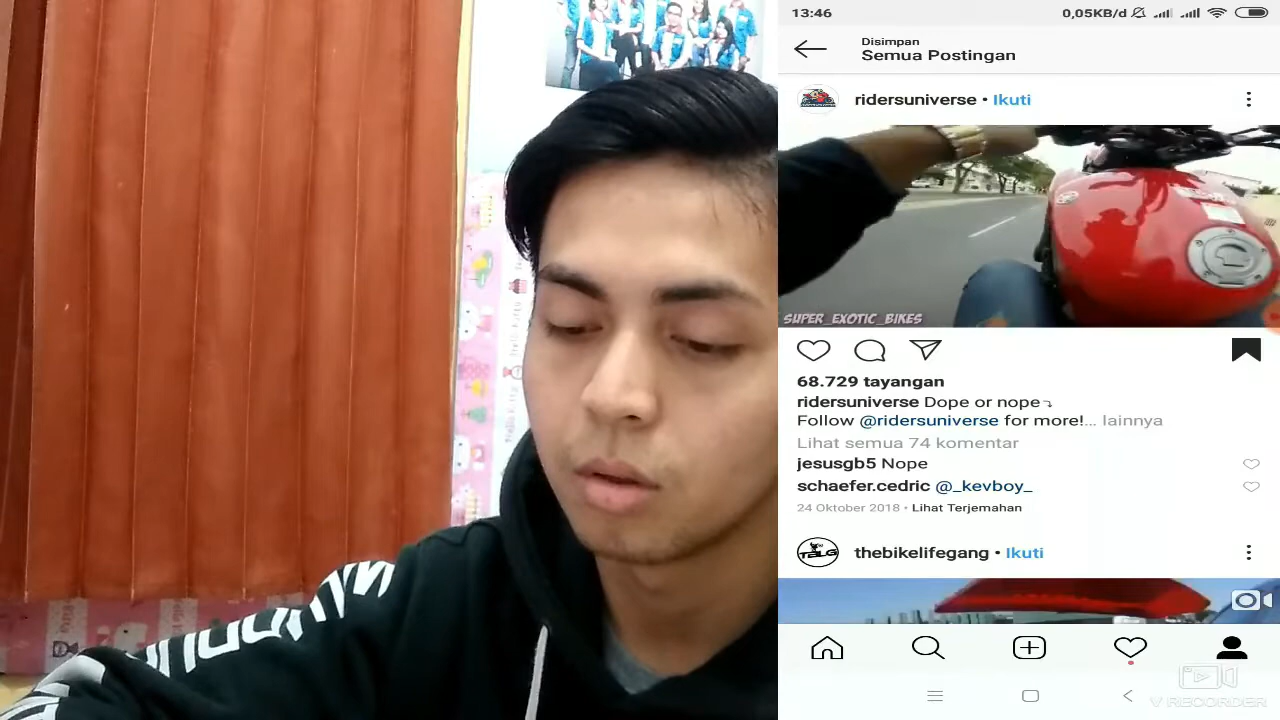 13:46
0,05KB/d
Disimpan
Semua Postingan
ridersuniverse • Ikuti
SUPER_EXOTIC_BIKES
68.729 tayangan
ridersuniverse Dope or nope⤵
Follow @ridersuniverse for more!... lainnya
Lihat semua 74 komentar
jesusgb5 Nope
schaefer.cedric @_kevboy_
24 Oktober 2018 • Lihat Terjemahan
thebikelifegang • Ikuti
V RECORDER